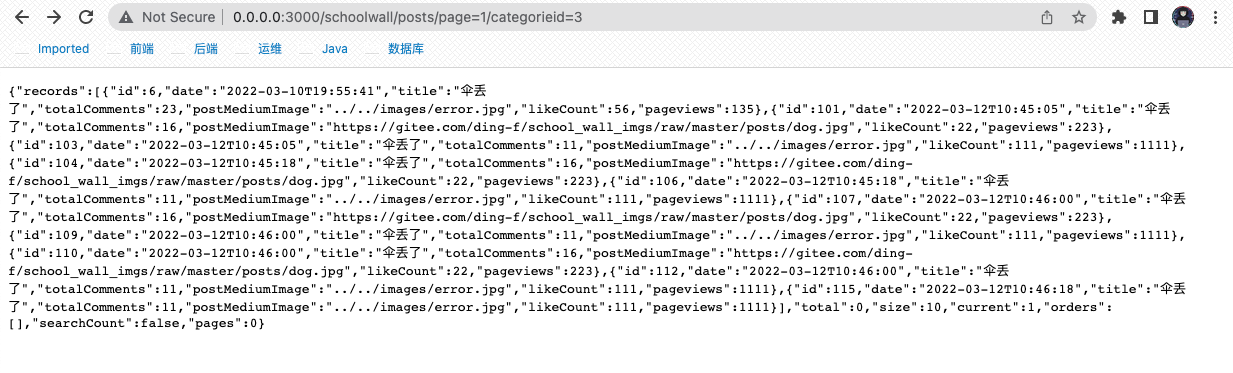 Not Secure 0.0.0.0:3000/schoolwall/posts/page=1/categorieid=3
Imported 前端 后端 运维 Java 数据库
{"records":[{"id":6,"date":"2022-03-10T19:55:41","title":"伞丢
了","totalComments":23,"postMediumImage":"../../images/error.jpg","likeCount":56,"pageviews":135},{"id":101,"date":"2022-03-12T10:45:05","title":"伞丢
了","totalComments":16,"postMediumImage":"https://gitee.com/ding-f/school_wall_imgs/raw/master/posts/dog.jpg","likeCount":22,"pageviews":223},
{"id":103,"date":"2022-03-12T10:45:05","title":"伞丢了","totalComments":11,"postMediumImage":"../../images/error.jpg","likeCount":111,"pageviews":1111},
{"id":104,"date":"2022-03-12T10:45:18","title":"伞丢了","totalComments":16,"postMediumImage":"https://gitee.com/ding-
f/school_wall_imgs/raw/master/posts/dog.jpg","likeCount":22,"pageviews":223},{"id":106,"date":"2022-03-12T10:45:18","title":"伞丢
了","totalComments":11,"postMediumImage":"../../images/error.jpg","likeCount":111,"pageviews":1111},{"id":107,"date":"2022-03-12T10:46:00","title":"伞丢
了","totalComments":16,"postMediumImage":"https://gitee.com/ding-f/school_wall_imgs/raw/master/posts/dog.jpg","likeCount":22,"pageviews":223},
{"id":109,"date":"2022-03-12T10:46:00","title":"伞丢了","totalComments":11,"postMediumImage":"../../images/error.jpg","likeCount":111,"pageviews":1111},
{"id":110,"date":"2022-03-12T10:46:00","title":"伞丢了","totalComments":16,"postMediumImage":"https://gitee.com/ding-
f/school_wall_imgs/raw/master/posts/dog.jpg","likeCount":22,"pageviews":223},{"id":112,"date":"2022-03-12T10:46:00","title":"伞丢
了","totalComments":11,"postMediumImage":"../../images/error.jpg","likeCount":111,"pageviews":1111},{"id":115,"date":"2022-03-12T10:46:18","title":"伞丢
了","totalComments":11,"postMediumImage":"../../images/error.jpg","likeCount":111,"pageviews":1111}],"total":0,"size":10,"current":1,"orders":
[],"searchCount":false,"pages":0}